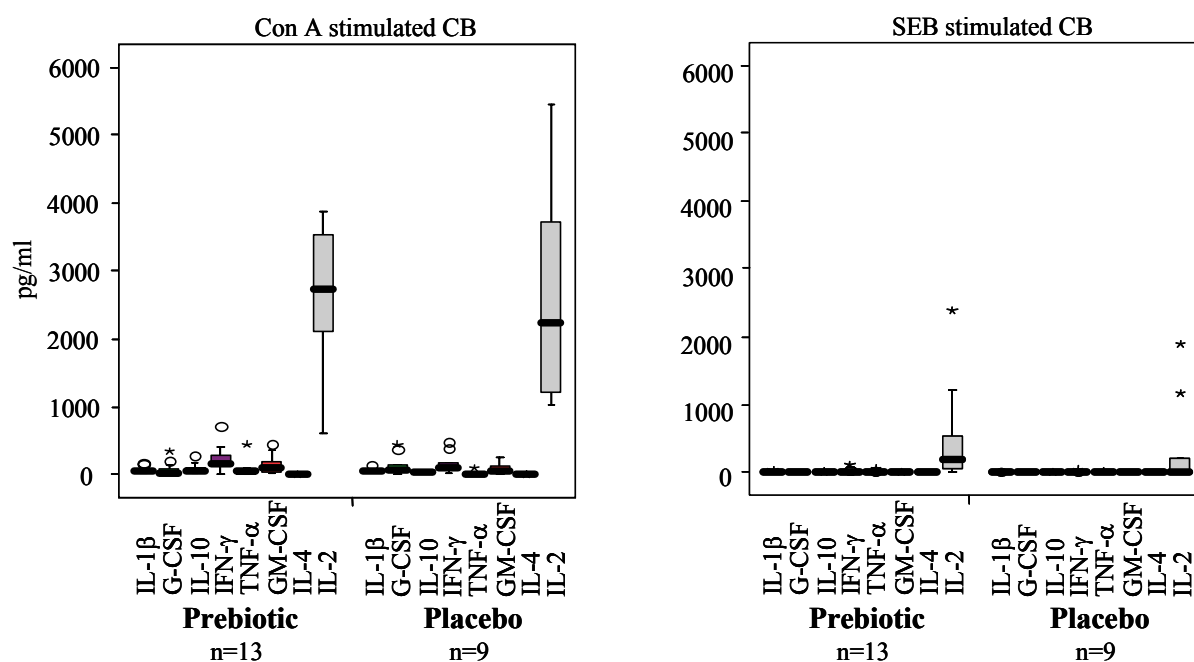 Con A stimulated CB
6000
5000
4000
3000
2000
1000
0
pg/ml
IL-1β
G-CSF
IL-10
IFN-γ
TNF-α
GM-CSF
IL-4
IL-2
IL-1β
G-CSF
IL-10
IFN-γ
TNF-α
GM-CSF
IL-4
IL-2
Prebiotic
Placebo
n=13
n=9
SEB stimulated CB
6000
5000
4000
3000
2000
1000
0
IL-1β
G-CSF
IL-10
IFN-γ
TNF-α
GM-CSF
IL-4
IL-2
IL-1β
G-CSF
IL-10
IFN-γ
TNF-α
GM-CSF
IL-4
IL-2
Prebiotic
Placebo
n=13
n=9